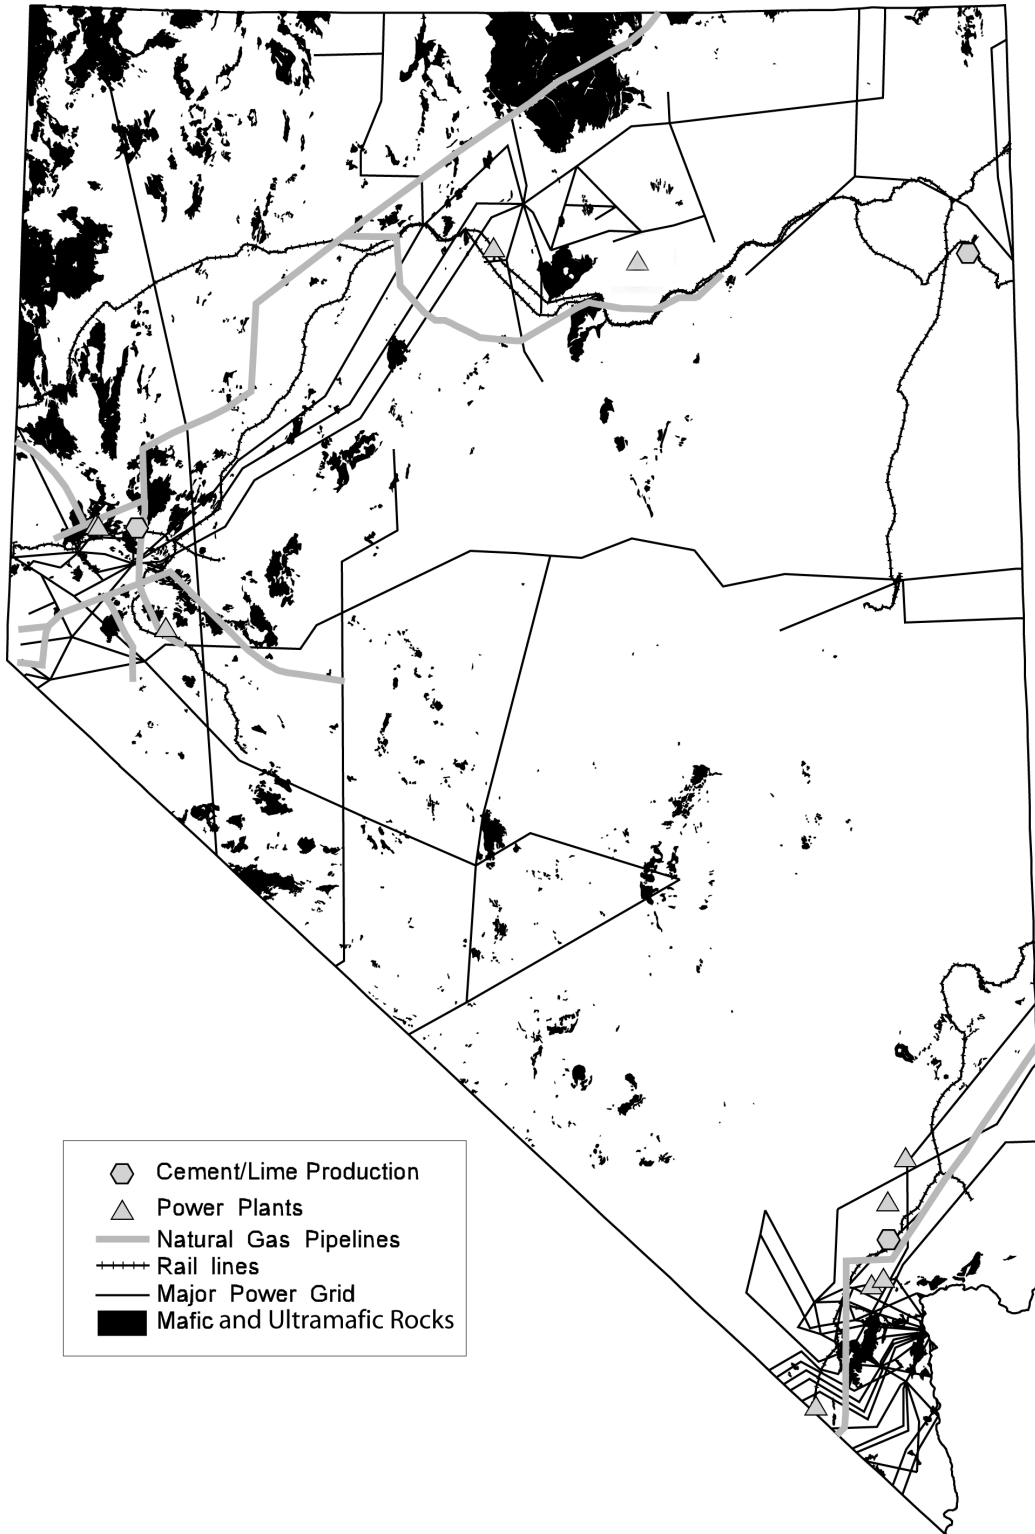 Cement/Lime Production
Power Plants
Natural Gas Pipelines
Rail lines
Major Power Grid
Mafic and Ultramafic Rocks